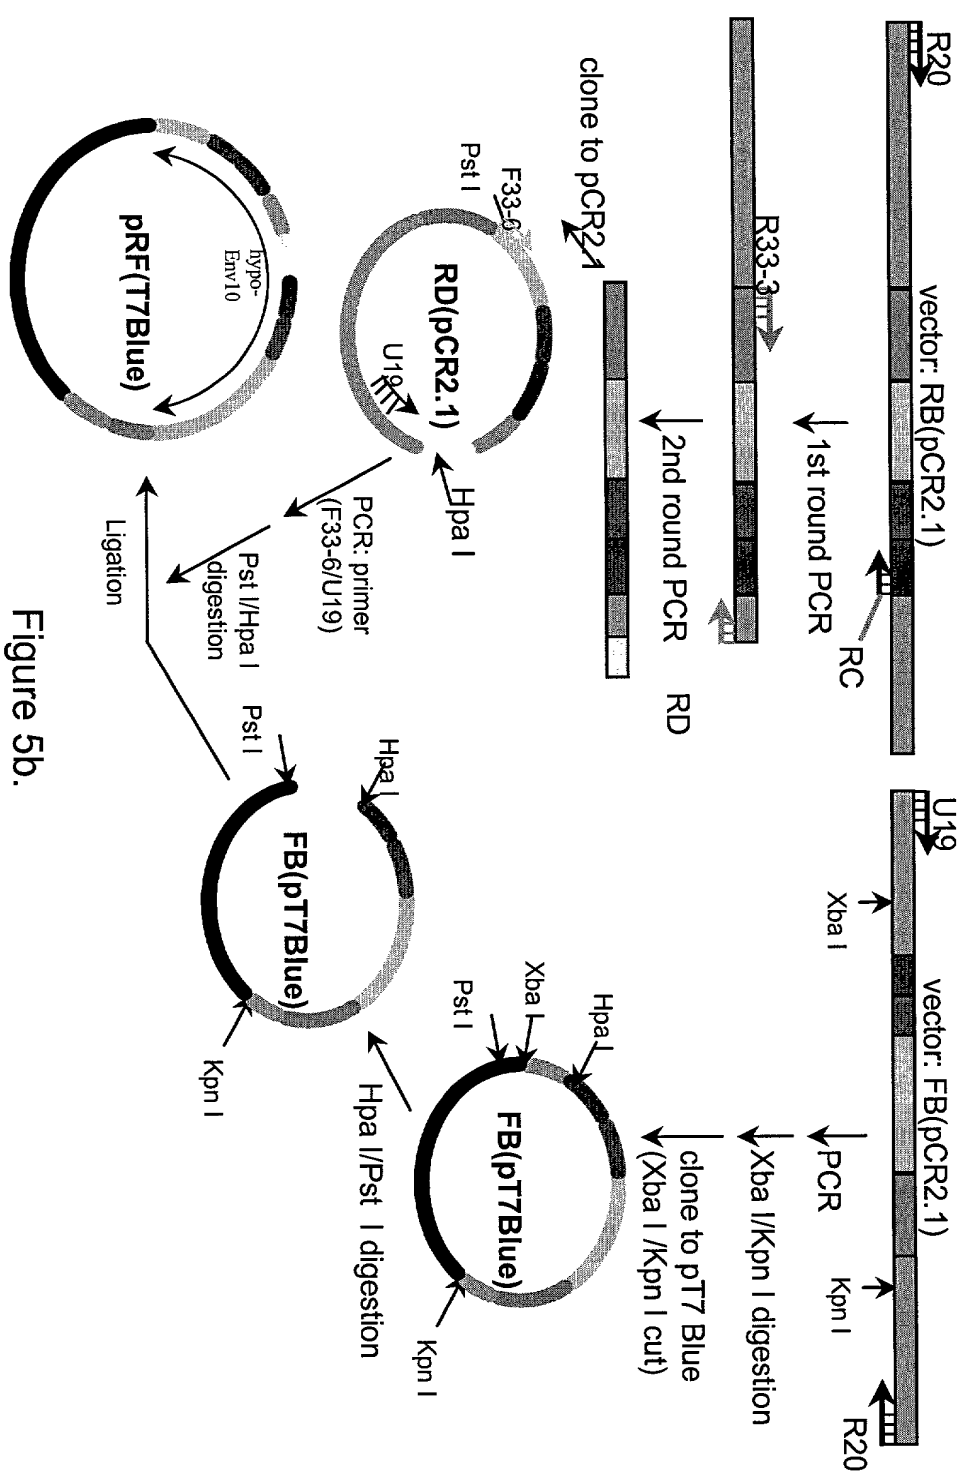 vector: RB(pCR2.1)
R20
RC
1st round PCR
R33-3
2nd round PCR
RD
clone to pCR2.1
F33-6
Pst I
RD(pCR2.1)
U19
Hpa I
PCR: primer
(F33-6/U19)
Pst I/Hpa I
digestion
Ligation
hypo-
Env10
pRF(T7Blue)
vector: FB(pCR2.1)
U19
Xba I
Kpn I
R20
PCR
Xba I/Kpn I digestion
clone to pT7 Blue
(Xba I /Kpn I cut)
Hpa I
Xba I
Pst I
FB(pT7Blue)
Kpn I
Hpa I/Pst I digestion
Hpa I
Pst I
FB(pT7Blue)
Kpn I
Figure 5b.